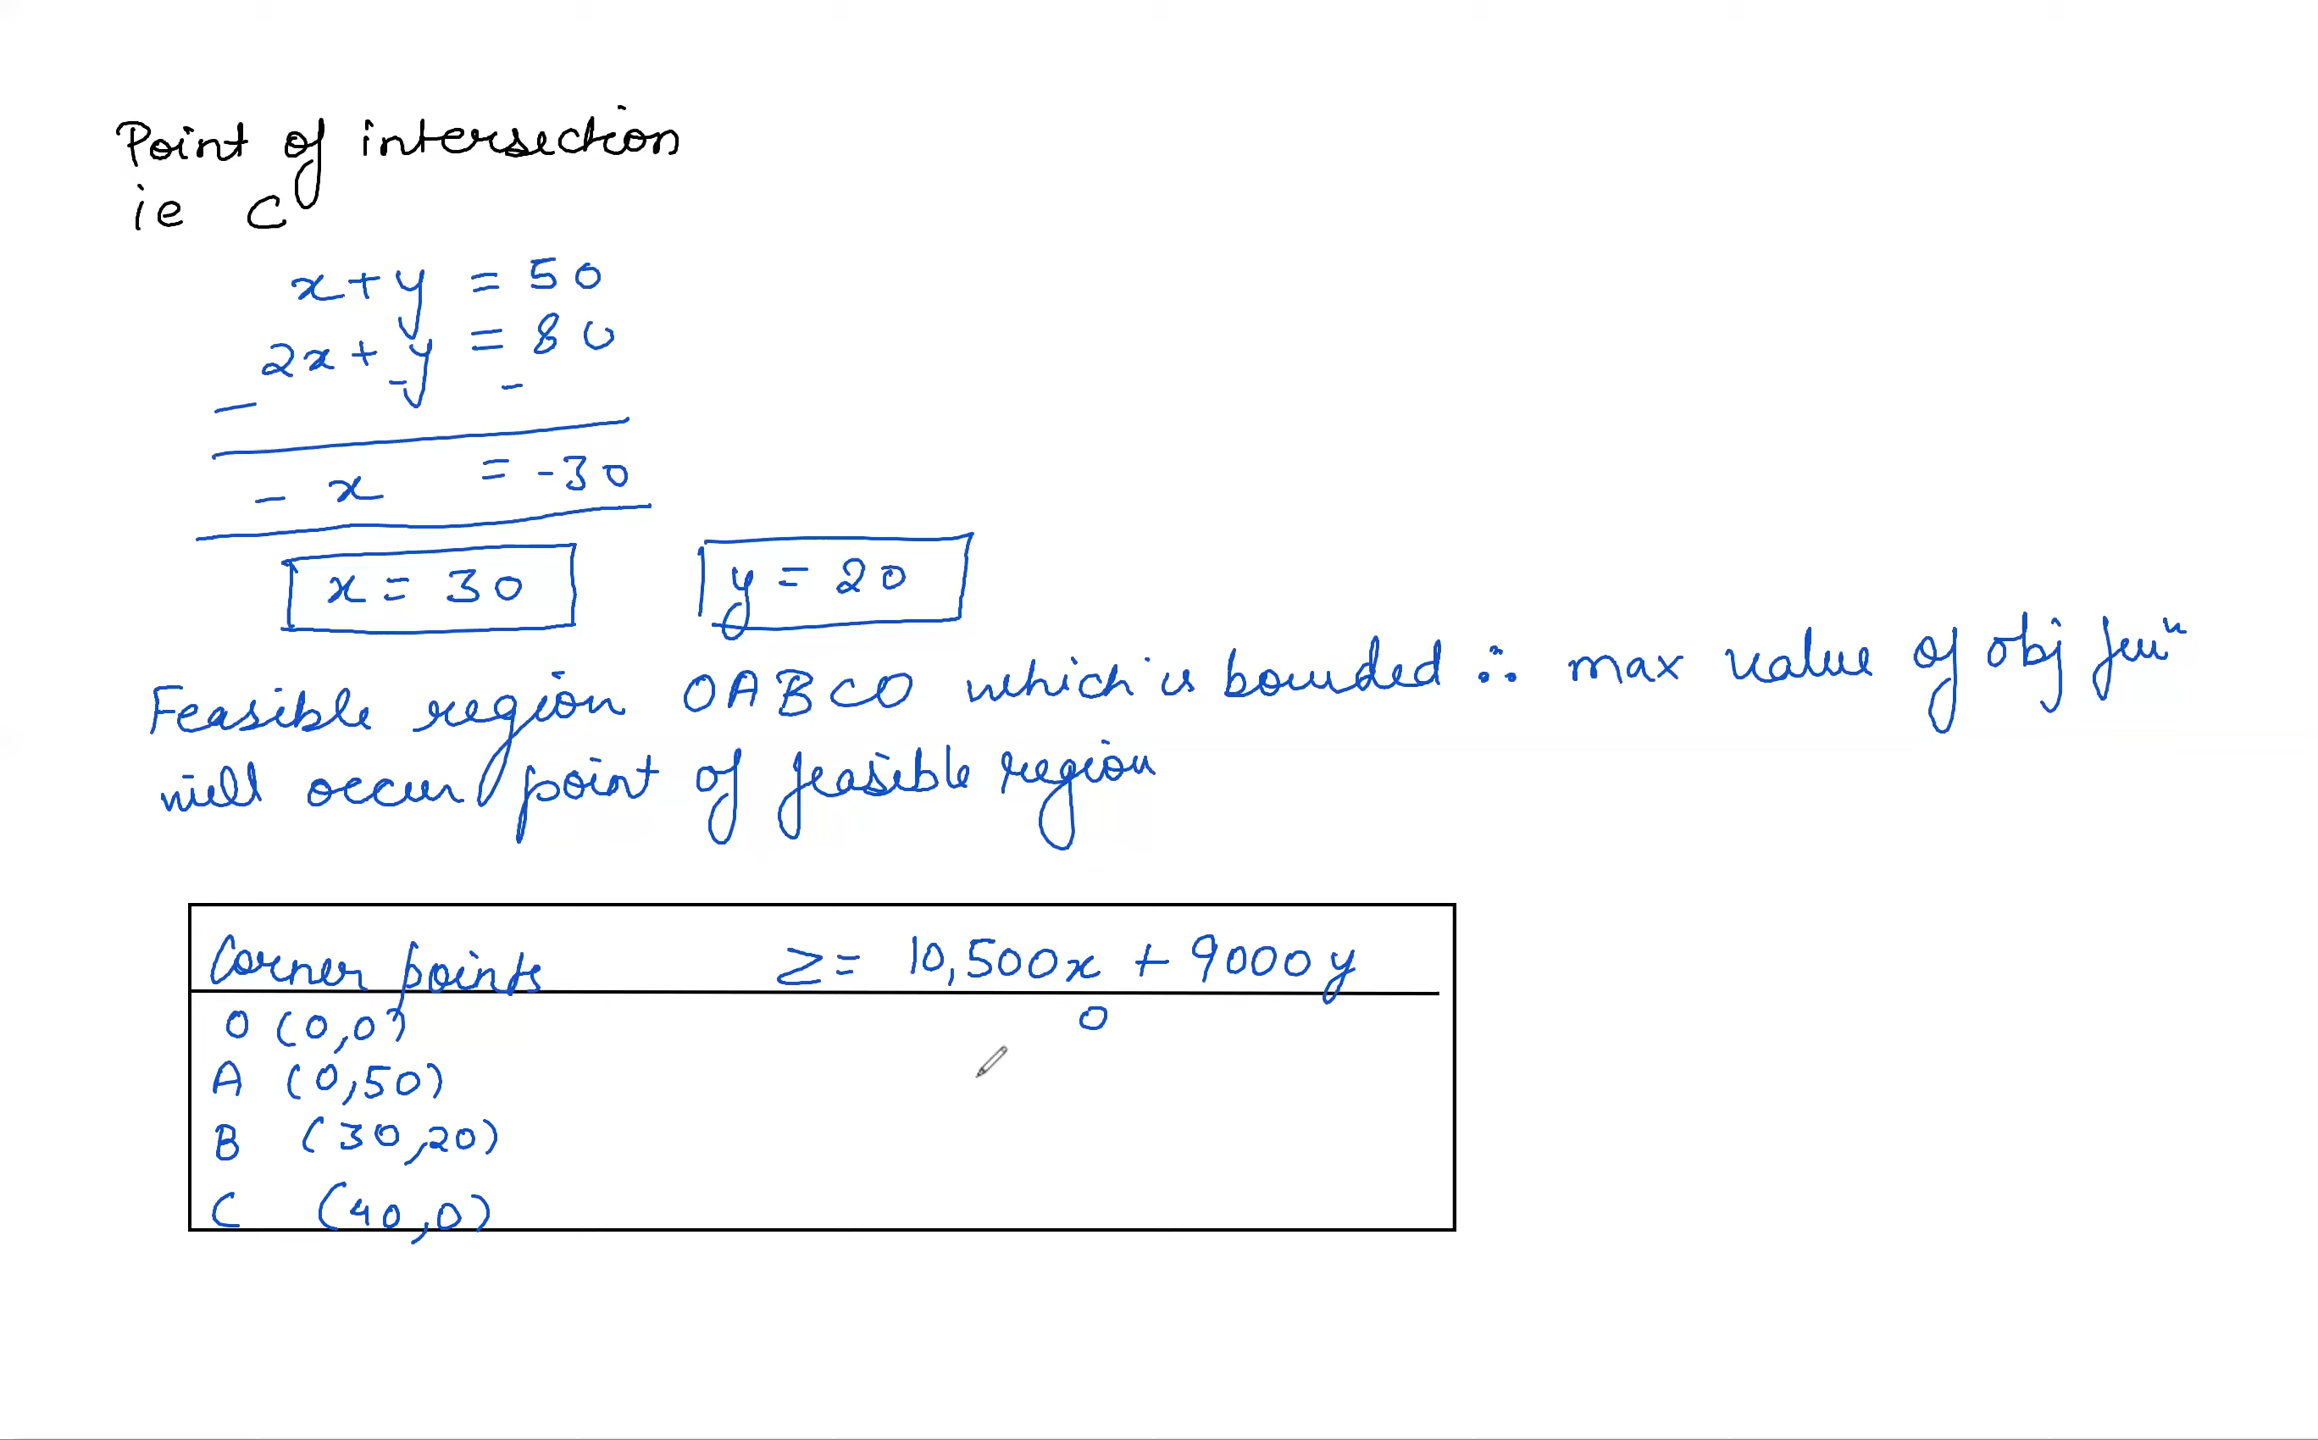 Point of intersection
ie C
x + y = 50
2x + y = 80
- - -
- x = -30
x = 30 y = 20
Feasible region OABCO which is bounded ∴ max value of obj funⁿ
will occur point of feasible region
Corner points Z = 10,500x + 9000y
O (0,0) 0
A (0,50)
B (30,20)
C (40,0)